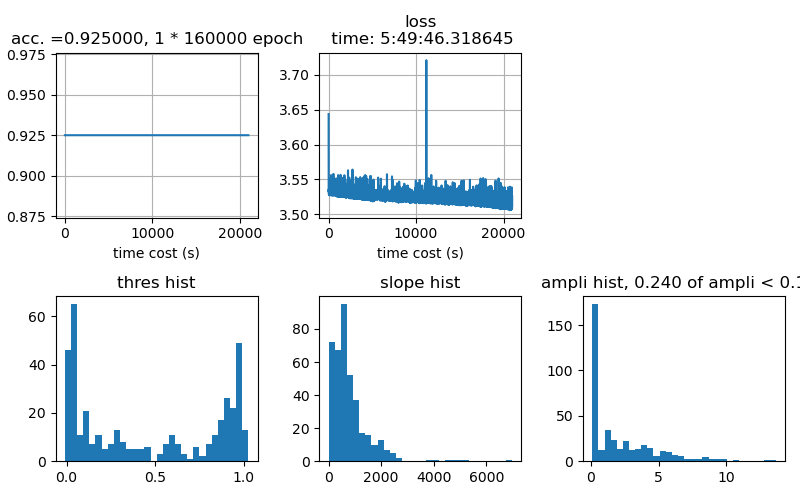 acc. =0.925000, 1 * 160000 epoch
0.975
0.950
0.925
0.900
0.875
0 10000 20000
time cost (s)
loss
time: 5:49:46.318645
3.70
3.65
3.60
3.55
3.50
0 10000 20000
time cost (s)
thres hist
60
40
20
0
0.0 0.5 1.0
slope hist
80
60
40
20
0
0 2000 4000 6000
ampli hist, 0.240 of ampli < 0.1
150
100
50
0
0 5 10